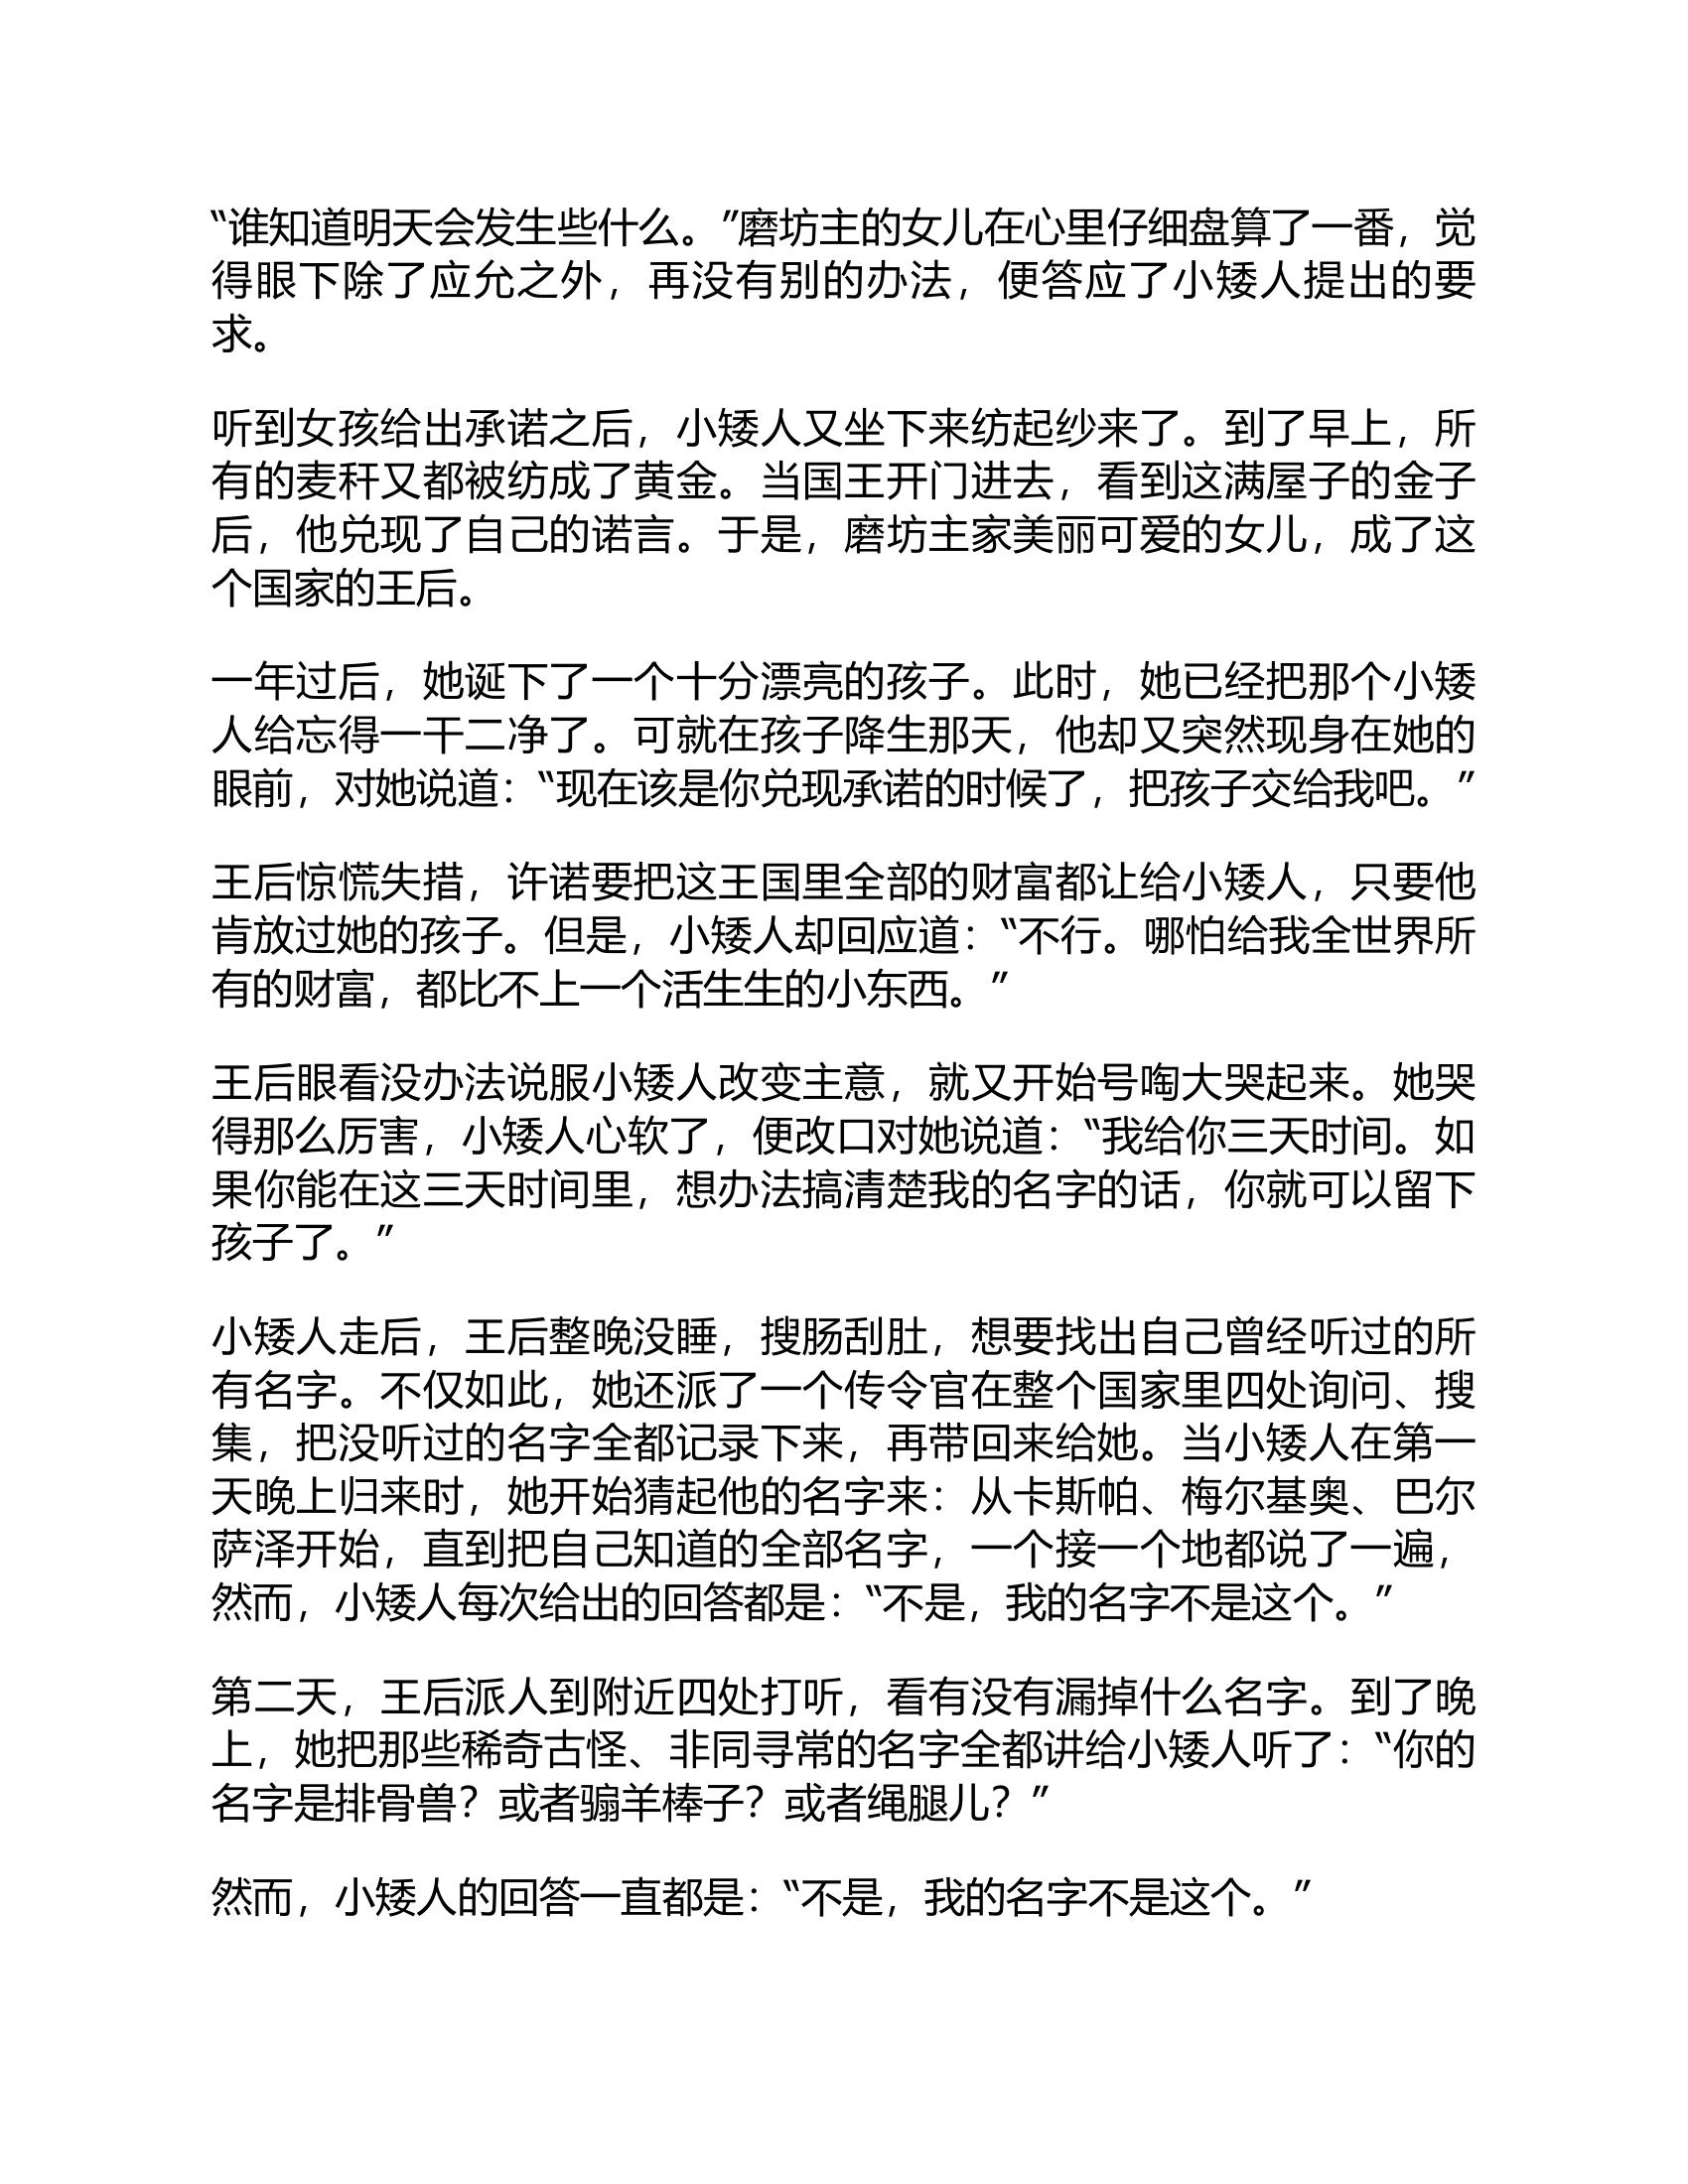 “谁知道明天会发生些什么。”磨坊主的女儿在心里仔细盘算了一番，觉
得眼下除了应允之外，再没有别的办法，便答应了小矮人提出的要
求。
听到女孩给出承诺之后，小矮人又坐下来纺起纱来了。到了早上，所
有的麦秆又都被纺成了黄金。当国王开门进去，看到这满屋子的金子
后，他兑现了自己的诺言。于是，磨坊主家美丽可爱的女儿，成了这
个国家的王后。
一年过后，她诞下了一个十分漂亮的孩子。此时，她已经把那个小矮
人给忘得一干二净了。可就在孩子降生那天，他却又突然现身在她的
眼前，对她说道：“现在该是你兑现承诺的时候了，把孩子交给我吧。”
王后惊慌失措，许诺要把这王国里全部的财富都让给小矮人，只要他
肯放过她的孩子。但是，小矮人却回应道：“不行。哪怕给我全世界所
有的财富，都比不上一个活生生的小东西。”
王后眼看没办法说服小矮人改变主意，就又开始号啕大哭起来。她哭
得那么厉害，小矮人心软了，便改口对她说道：“我给你三天时间。如
果你能在这三天时间里，想办法搞清楚我的名字的话，你就可以留下
孩子了。”
小矮人走后，王后整晚没睡，搜肠刮肚，想要找出自己曾经听过的所
有名字。不仅如此，她还派了一个传令官在整个国家里四处询问、搜
集，把没听过的名字全都记录下来，再带回来给她。当小矮人在第一
天晚上归来时，她开始猜起他的名字来：从卡斯帕、梅尔基奥、巴尔
萨泽开始，直到把自己知道的全部名字，一个接一个地都说了一遍，
然而，小矮人每次给出的回答都是：“不是，我的名字不是这个。”
第二天，王后派人到附近四处打听，看有没有漏掉什么名字。到了晚
上，她把那些稀奇古怪、非同寻常的名字全都讲给小矮人听了：“你的
名字是排骨兽？或者骟羊棒子？或者绳腿儿？”
然而，小矮人的回答一直都是：“不是，我的名字不是这个。”